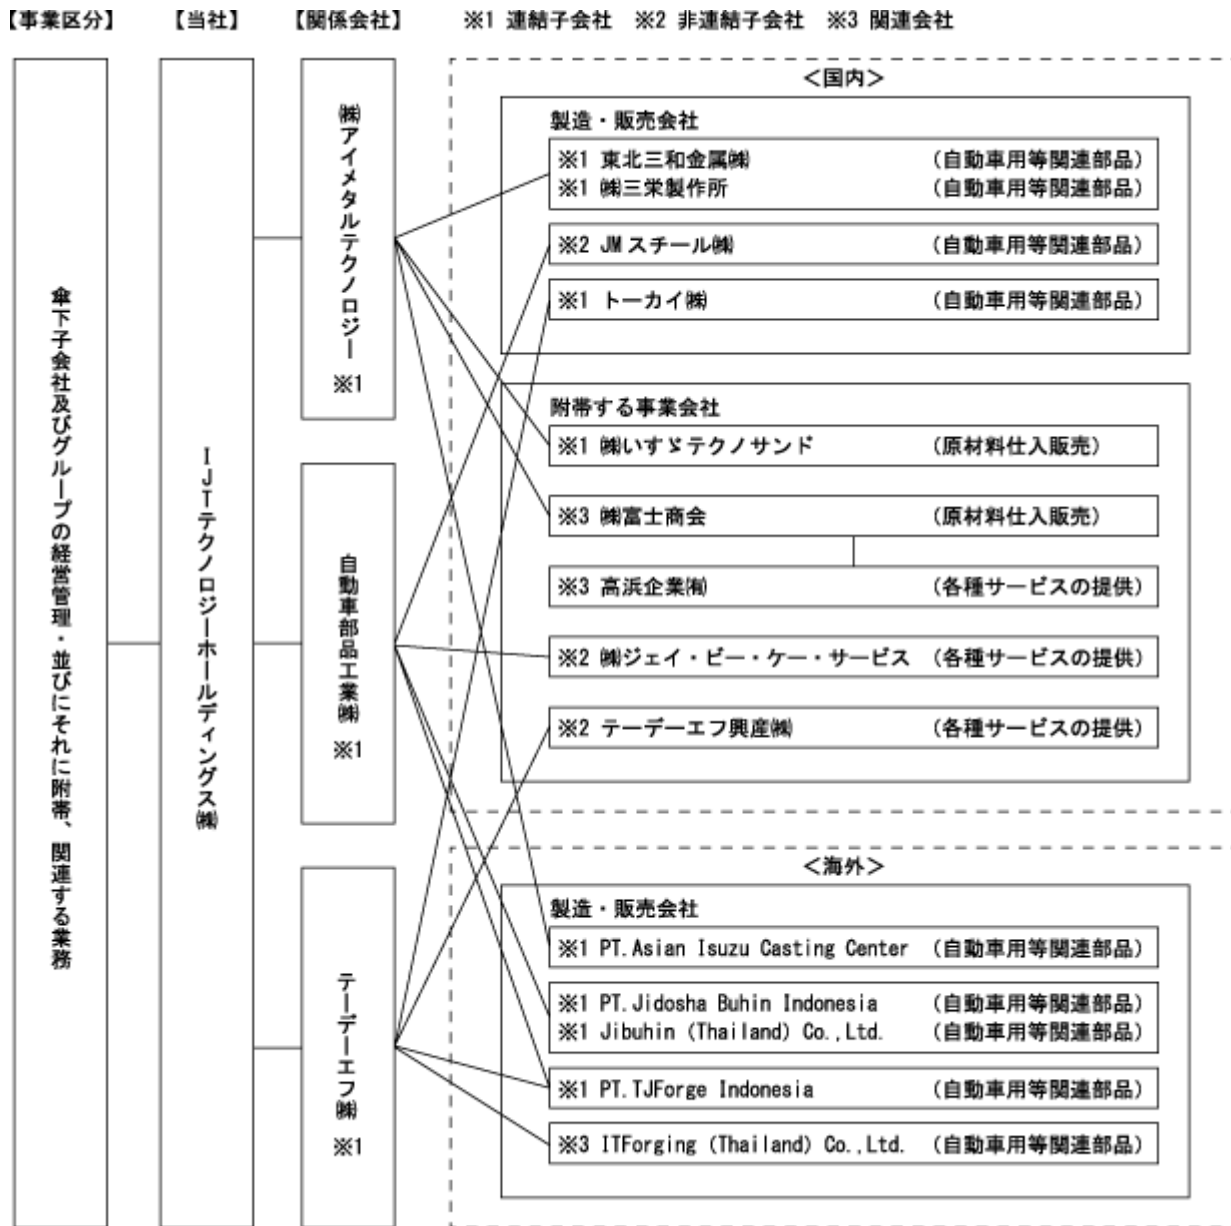 【事業区分】 【当社】 【関係会社】 ※1 連結子会社 ※2 非連結子会社 ※3 関連会社
傘下子会社及びグループの経営管理・並びにそれに附帯、関連する業務
IJTテクノロジーホールディングス㈱
㈱アイメタルテクノロジー ※1
自動車部品工業㈱ ※1
テーデーエフ㈱ ※1
<国内>
製造・販売会社
※1 東北三和金属㈱ (自動車用等関連部品)
※1 ㈱三栄製作所 (自動車用等関連部品)
※2 JMスチール㈱ (自動車用等関連部品)
※1 トーカイ㈱ (自動車用等関連部品)
附帯する事業会社
※1 ㈱いすゞテクノサンド (原材料仕入販売)
※3 ㈱富士商会 (原材料仕入販売)
※3 高浜企業㈲ (各種サービスの提供)
※2 ㈱ジェイ・ビー・ケー・サービス (各種サービスの提供)
※2 テーデーエフ興産㈱ (各種サービスの提供)
<海外>
製造・販売会社
※1 PT.Asian Isuzu Casting Center (自動車用等関連部品)
※1 PT.Jidosha Buhin Indonesia (自動車用等関連部品)
※1 Jibuhin (Thailand) Co.,Ltd. (自動車用等関連部品)
※1 PT.TJForge Indonesia (自動車用等関連部品)
※3 ITForging (Thailand) Co.,Ltd. (自動車用等関連部品)